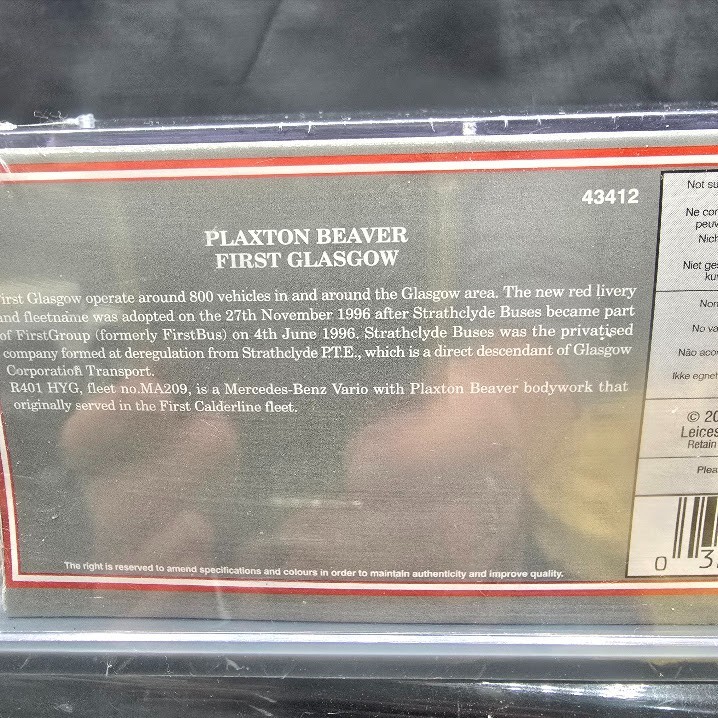 43412
PLAXTON BEAVER
FIRST GLASGOW
irst Glasgow operate around 800 vehicles in and around the Glasgow area. The new red livery
nd fleetname was adopted on the 27th November 1996 after Strathclyde Buses became part
of FirstGroup (formerly FirstBus) on 4th June 1996. Strathclyde Buses was the privatised
company formed at deregulation from Strathclyde P.T.E., which is a direct descendant of Glasgow
Corporation Transport.
R401 HYG, fleet no.MA209, is a Mercedes-Benz Vario with Plaxton Beaver bodywork that
originally served in the First Calderline fleet.
The right is reserved to amend specifications and colours in order to maintain authenticity and improve quality.
Not su
Ne con
peuv
Nich
Niet ges
ku
Non
No va
Não acon
Ikke egnet
© 20
Leices
Retain
Plea
0 3